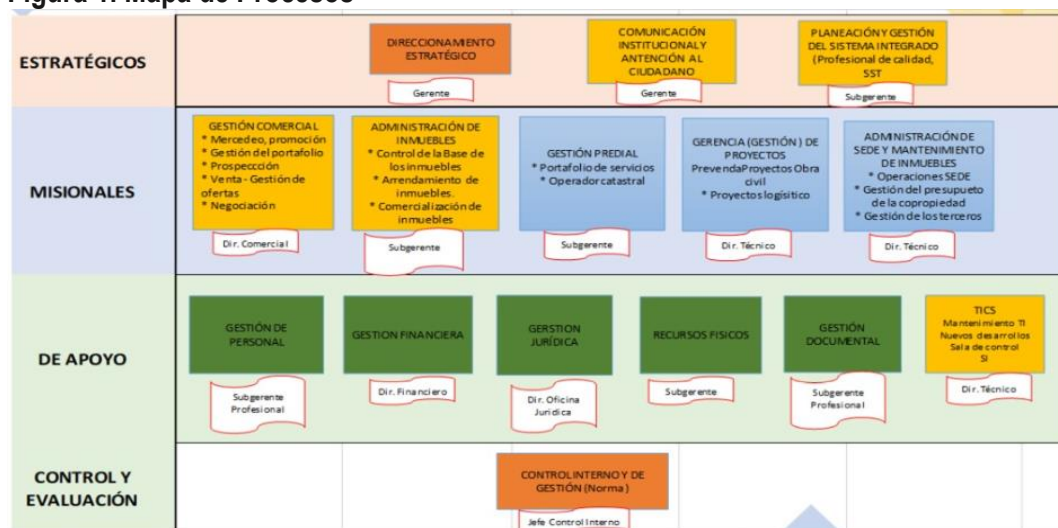 Figura 1. Mapa de Procesos
ESTRATÉGICOS
DIRECCIONAMIENTO
ESTRATÉGICO
Gerente
COMUNICACIÓN
INSTITUCIONAL Y
ANTENCIÓN AL
CIUDADANO
Gerente
PLANEACIÓN Y GESTIÓN
DEL SISTEMA INTEGRADO
(Profesional de calidad,
SST
Subgerente
MISIONALES
GESTIÓN COMERCIAL
* Mercedeo, promoción
* Gestión del portafolio
* Prospeccción
* Venta - Gestión de
ofertas
* Negociación
Dir. Comercial
ADMINISTRACIÓN DE
INMUEBLES
* Control de la Base de
los inmuebles
* Arrendamiento de
inmuebles.
* Comercialización de
inmuebles
Subgerente
GESTIÓN PREDIAL
* Portafolio de servicios
* Operador catastral
Subgerente
GERENCIA (GESTIÓN ) DE
PROYECTOS
PrevendaProyectos Obra
civil
* Proyectos logísitico
Dir. Técnico
ADMINISTRACIÓN DE
SEDE Y MANTENIMIENTO
DE INMUEBLES
* Operaciones SEDE
* Gestión del presupueto
de la copropiedad
* Gestión de los terceros
Dir. Técnico
DE APOYO
GESTIÓN DE
PERSONAL
Subgerente
Profesional
GESTION FINANCIERA
Dir. Financiero
GERSTION
JURÍDICA
Dir. Oficina
Juridica
RECURSOS FISICOS
Subgerente
GESTIÓN
DOCUMENTAL
Subgerente
Profesional
TICS
Mantenimiento TI
Nuevos desarrollos
Sala de control
SI
Dir. Técnico
CONTROL Y
EVALUACIÓN
CONTROL INTERNO Y DE
GESTIÓN (Norma )
Jefe Control Interno